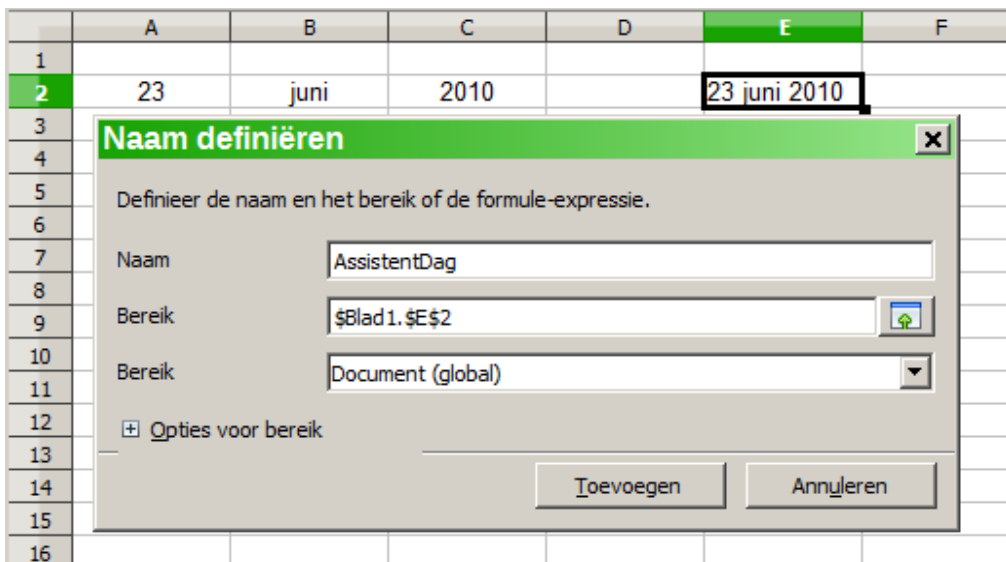 A B C D E F
1
2 23 juni 2010 23 juni 2010
3
Naam definiëren
4
5 Definieer de naam en het bereik of de formule-expressie.
6
7 Naam AssistentDag
8
9 Bereik $Blad1.$E$2
10
Bereik Document (global)
11
12 Opties voor bereik
13
14 Toevoegen Annuleren
15
16